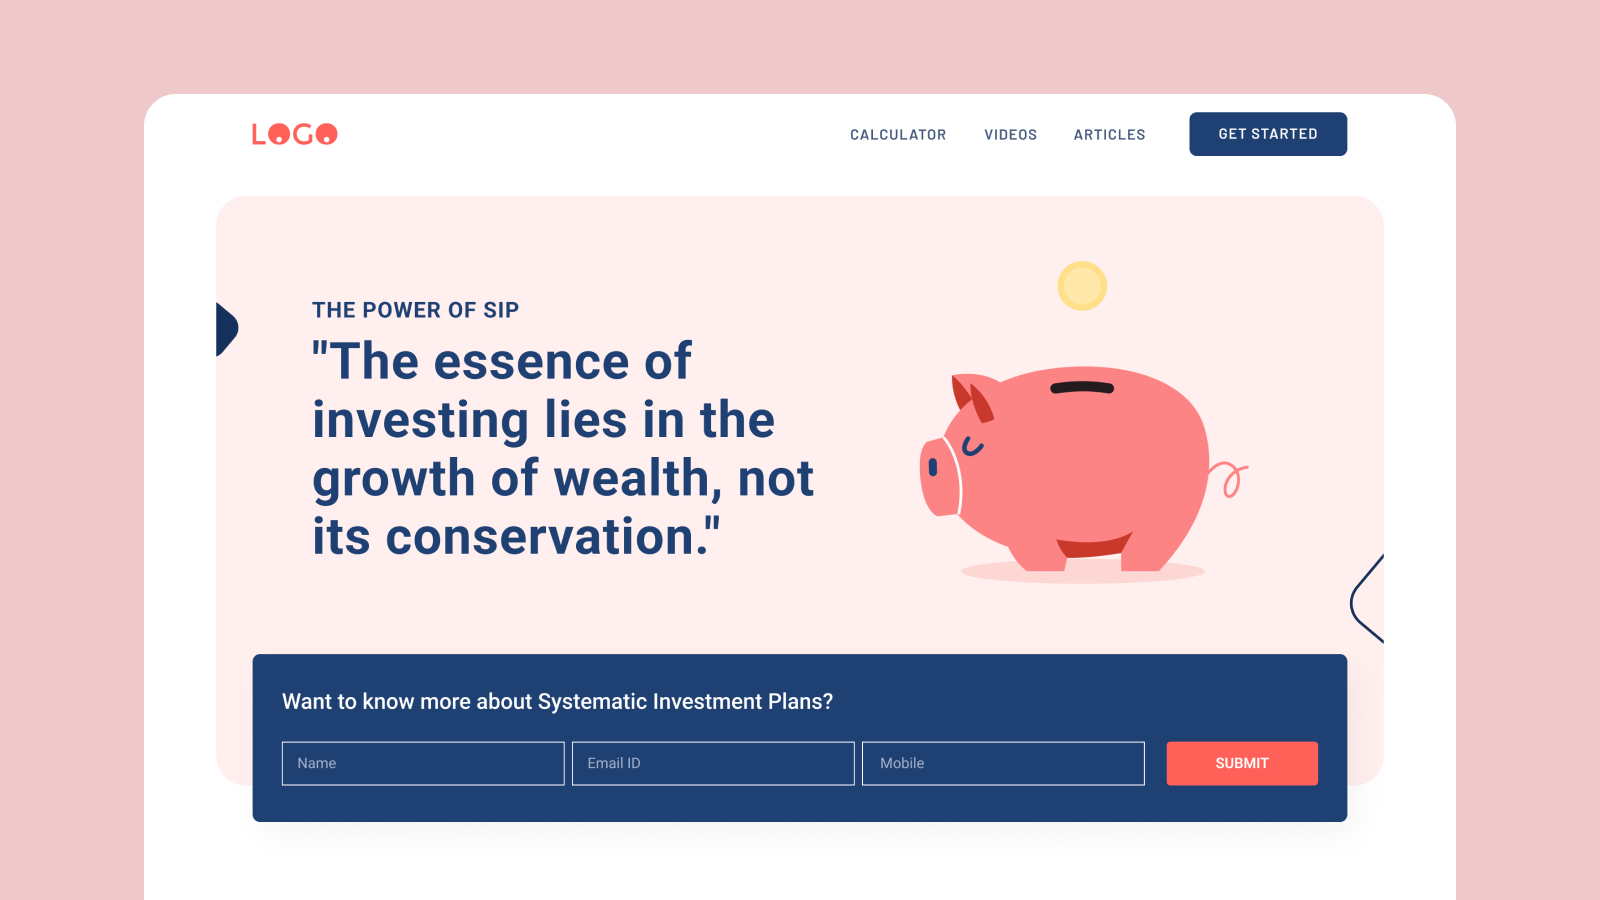 LOGO
CALCULATOR
VIDEOS
ARTICLES
GET STARTED
THE POWER OF SIP
"The essence of
investing lies in the
growth of wealth, not
its conservation."
Want to know more about Systematic Investment Plans?
Name
Email ID
Mobile
SUBMIT